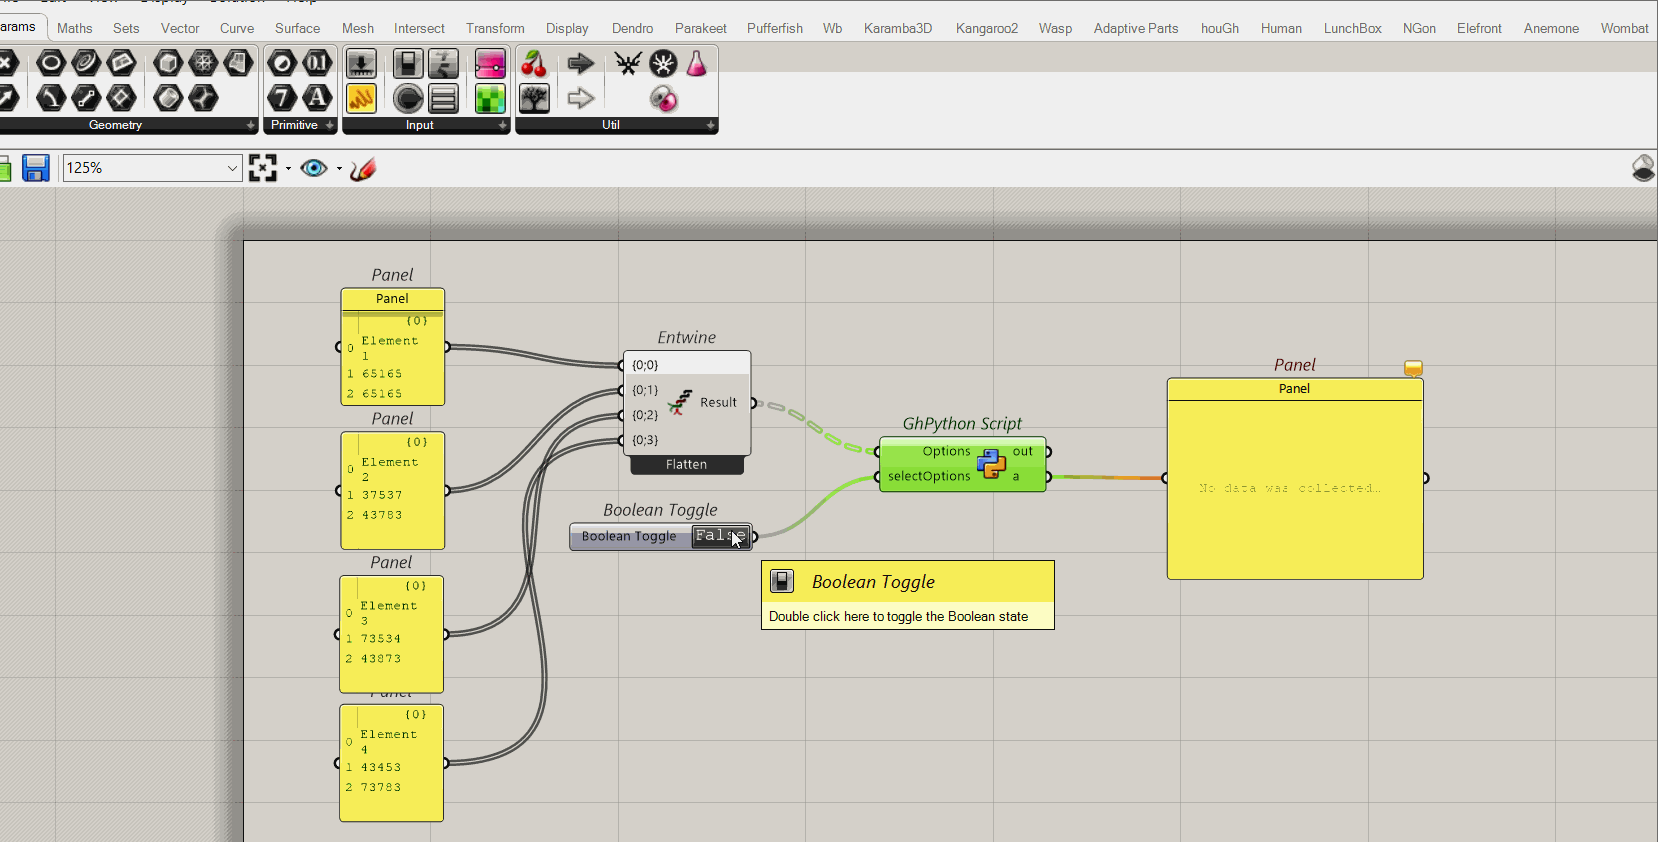 arams Maths Sets Vector Curve Surface Mesh Intersect Transform Display Dendro Parakeet Pufferfish Wb Karamba3D Kangaroo2 Wasp Adaptive Parts houGh Human LunchBox NGon Elefront Anemone Wombat
Geometry Primitive Input Util
125%
Panel
Panel
{0}
0 Element
1
1 65165
2 65165
Panel
{0}
0 Element
2
1 37537
2 43783
Panel
{0}
0 Element
3
1 73534
2 43873
Panel
{0}
0 Element
4
1 43453
2 73783
Entwine
{0;0}
{0;1}
{0;2}
{0;3}
Result
Flatten
Boolean Toggle
Boolean Toggle False
Boolean Toggle
Double click here to toggle the Boolean state
GhPython Script
Options out
selectOptions a
Panel
Panel
No data was collected…